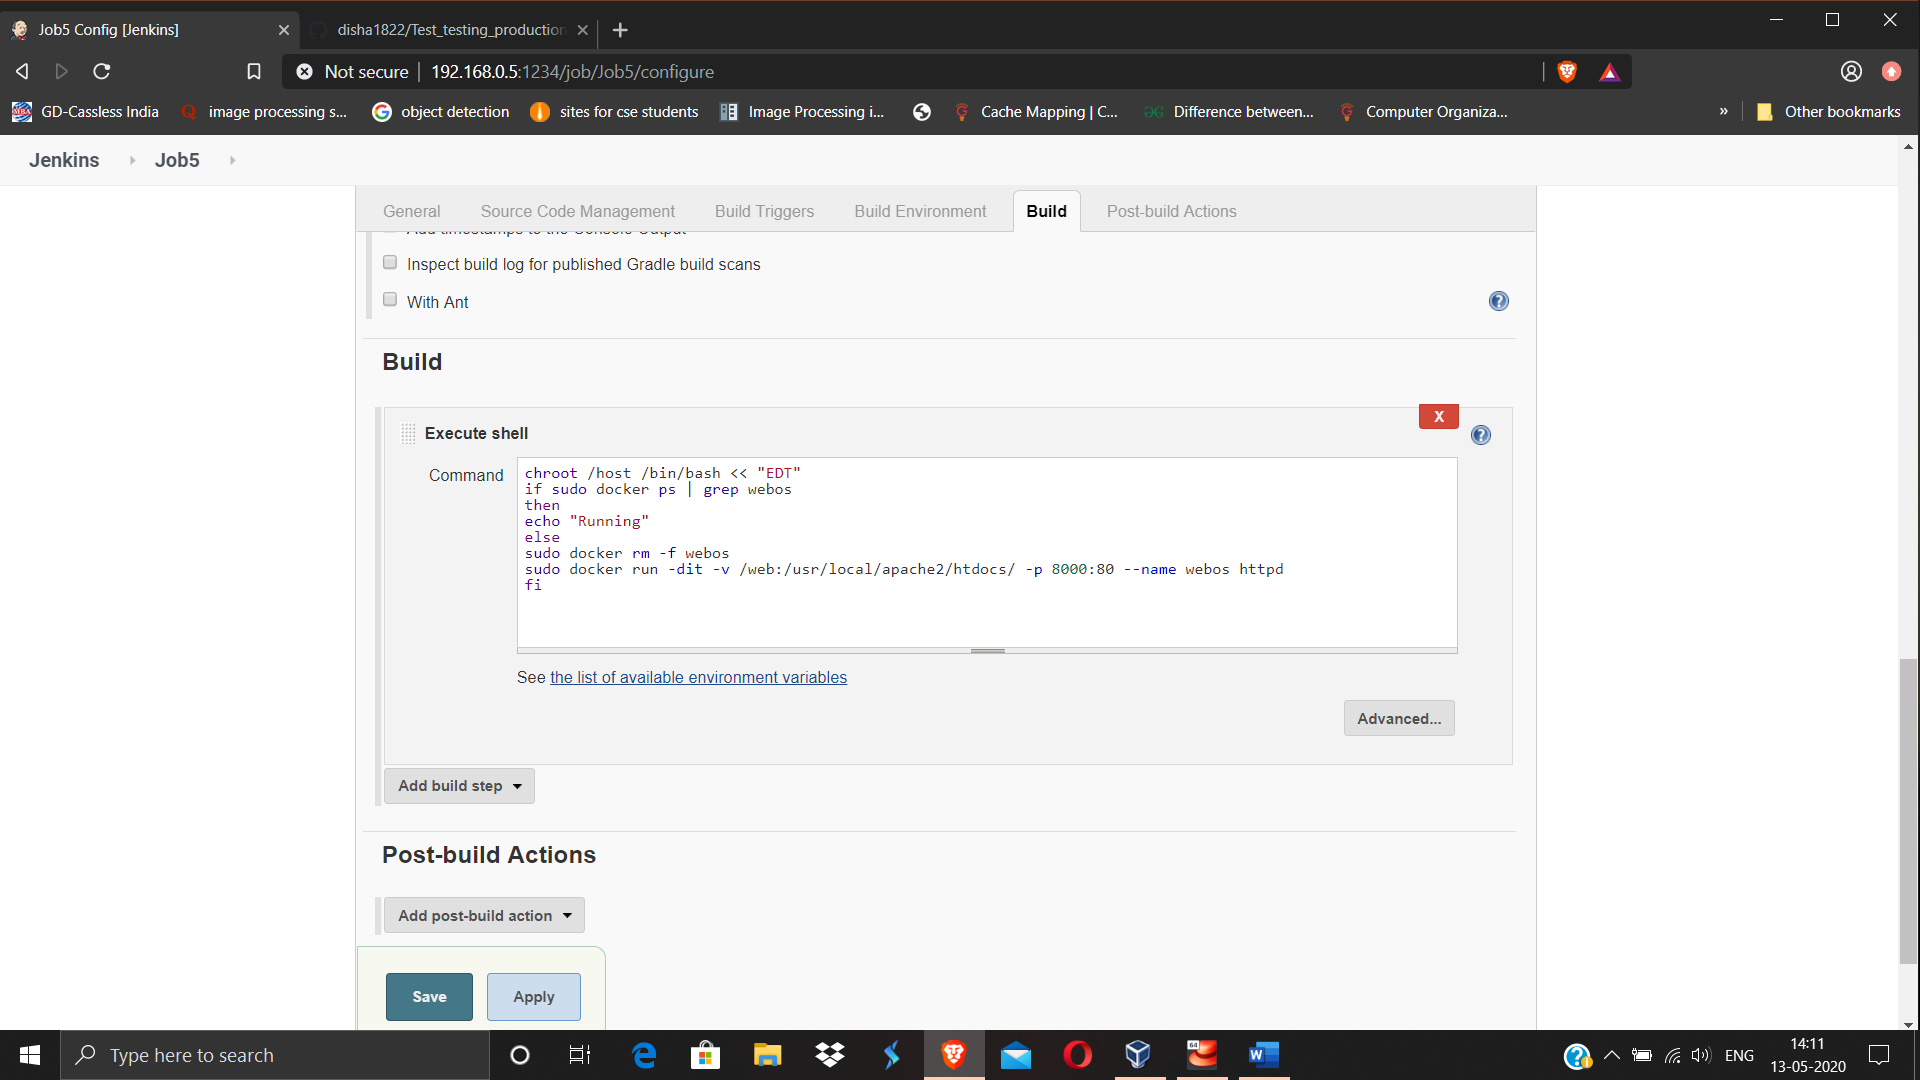 Job5 Config [Jenkins]
disha1822/Test_testing_production
Not secure
192.168.0.5:1234/job/Job5/configure
GD-Cassless India
image processing s...
object detection
sites for cse students
Image Processing i...
Cache Mapping | C...
Difference between...
Computer Organiza...
»
Other bookmarks
Jenkins
Job5
General
Source Code Management
Build Triggers
Build Environment
Build
Post-build Actions
Add timestamps to the Console Output
Inspect build log for published Gradle build scans
With Ant
Build
X
Execute shell
Command
chroot /host /bin/bash << "EDT"
if sudo docker ps | grep webos
then
echo "Running"
else
sudo docker rm -f webos
sudo docker run -dit -v /web:/usr/local/apache2/htdocs/ -p 8000:80 --name webos httpd
fi
See the list of available environment variables
Advanced...
Add build step
Post-build Actions
Add post-build action
Save
Apply
Type here to search
ENG
14:11
13-05-2020